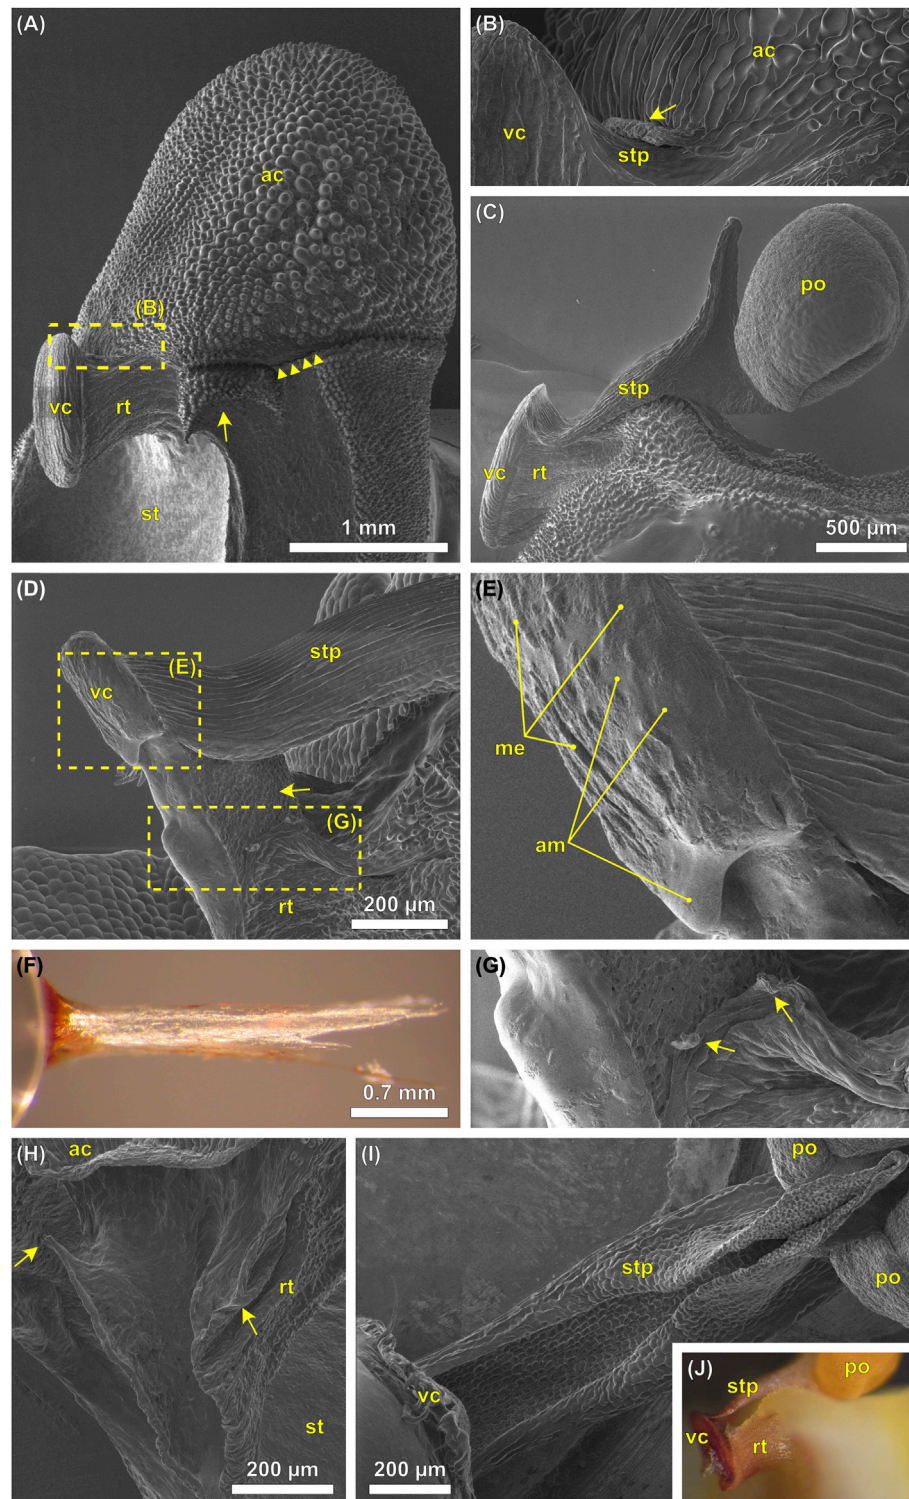 (A)
ac
(B)
vc
rt
st
1 mm
(B)
ac
vc
stp
(C)
po
stp
vc
rt
500 µm
(D)
stp
(E)
vc
(G)
rt
200 µm
(E)
me
am
(F)
0.7 mm
(G)
(H)
ac
rt
st
200 µm
(I)
po
stp
po
vc
200 µm
(J)
po
stp
vc
rt